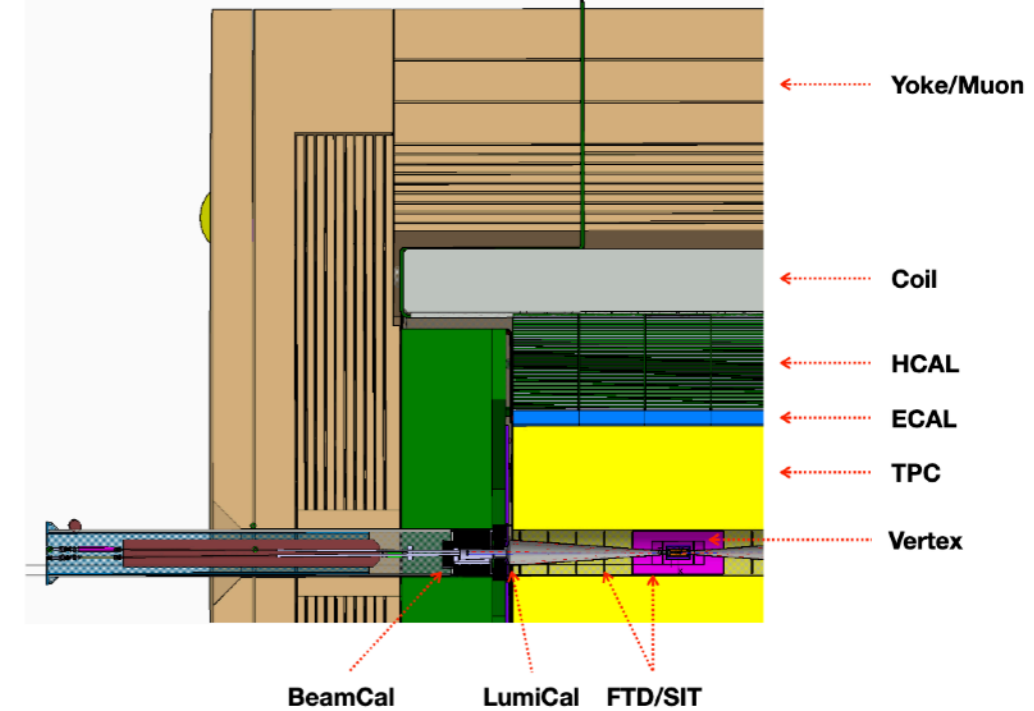 Yoke/Muon
Coil
HCAL
ECAL
TPC
Vertex
BeamCal LumiCal FTD/SIT